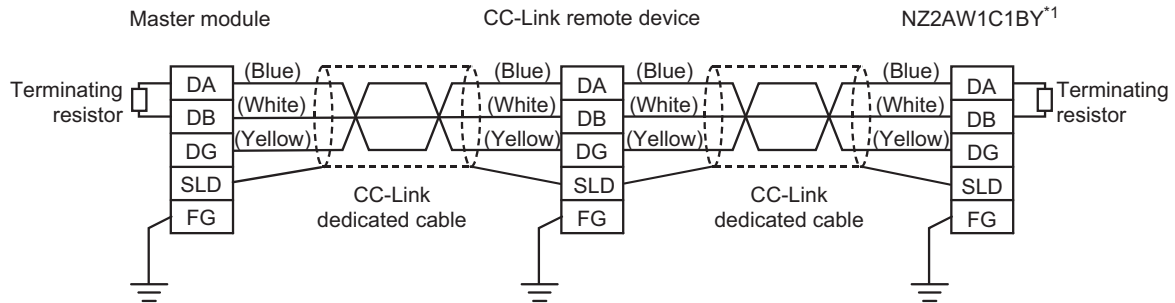 Master module
CC-Link remote device
NZ2AW1C1BY*1
Terminating
resistor
DA
(Blue)
(Blue)
DA
(Blue)
(Blue)
DA
Terminating
resistor
DB
(White)
(White)
DB
(White)
(White)
DB
DG
(Yellow)
(Yellow)
DG
(Yellow)
(Yellow)
DG
SLD
SLD
SLD
CC-Link
dedicated cable
CC-Link
dedicated cable
FG
FG
FG